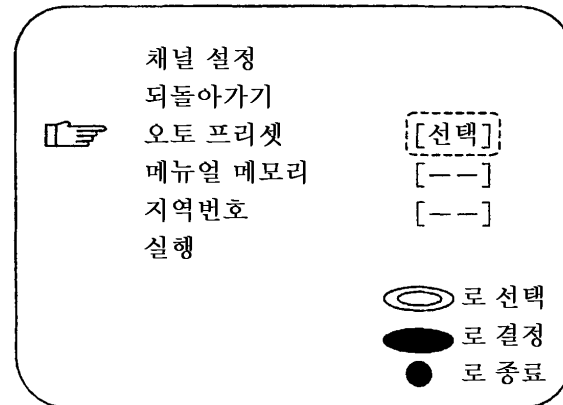 채널 설정
되돌아가기
오토 프리셋 [선택]
메뉴얼 메모리 [――]
지역번호 [――]
실행
로 선택
로 결정
로 종료